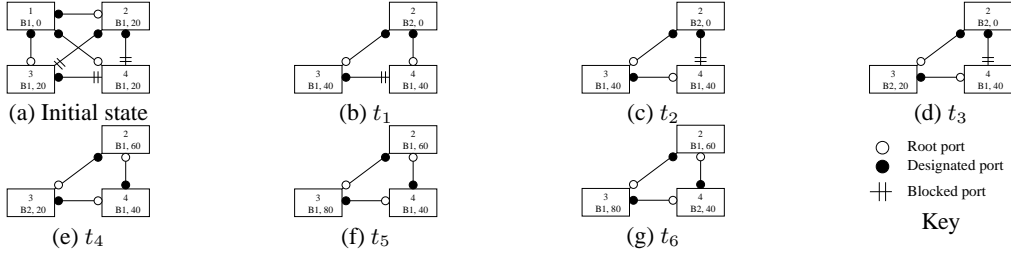 1
B1, 0
2
B1, 20
3
B1, 20
4
B1, 20
(a) Initial state
2
B2, 0
3
B1, 40
4
B1, 40
(b) t1
2
B2, 0
3
B1, 40
4
B1, 40
(c) t2
2
B2, 0
3
B2, 20
4
B1, 40
(d) t3
2
B1, 60
3
B2, 20
4
B1, 40
(e) t4
2
B1, 60
3
B1, 80
4
B1, 40
(f) t5
2
B1, 60
3
B1, 80
4
B2, 40
(g) t6
Root port
Designated port
Blocked port
Key